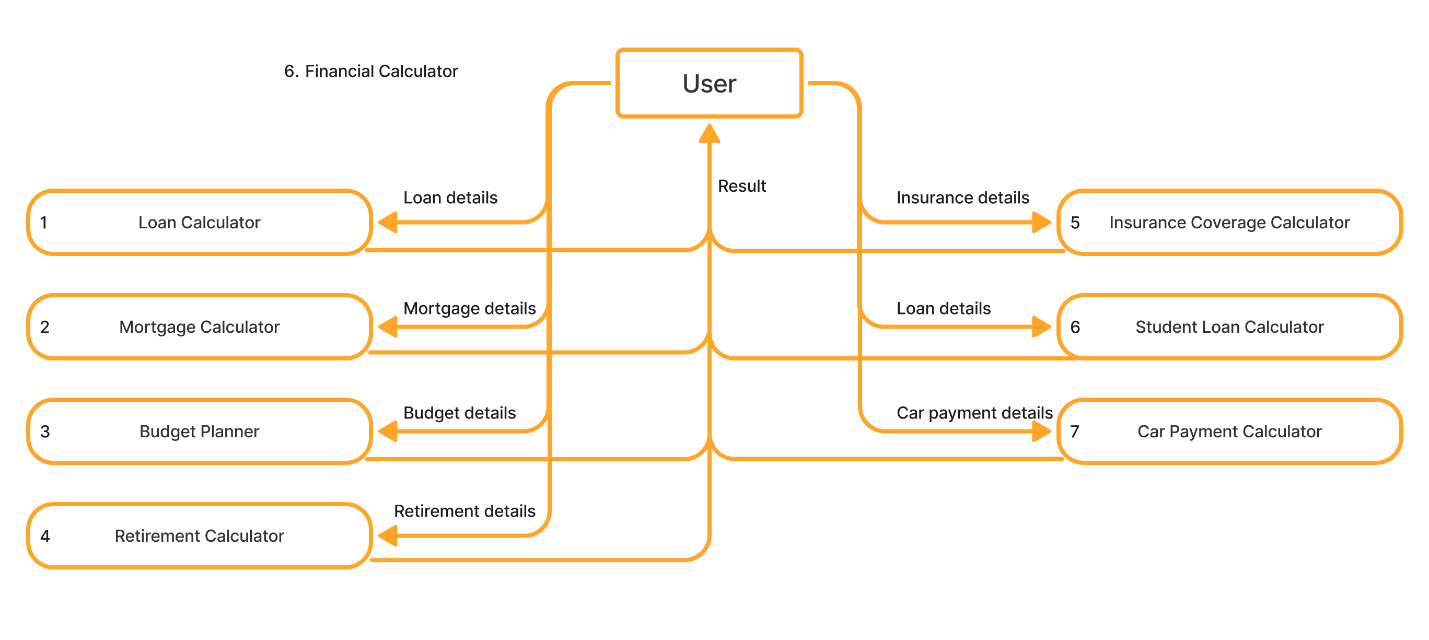 6. Financial Calculator
User
Result
Loan details
1 Loan Calculator
Mortgage details
2 Mortgage Calculator
Budget details
3 Budget Planner
Retirement details
4 Retirement Calculator
Insurance details
5 Insurance Coverage Calculator
Loan details
6 Student Loan Calculator
Car payment details
7 Car Payment Calculator